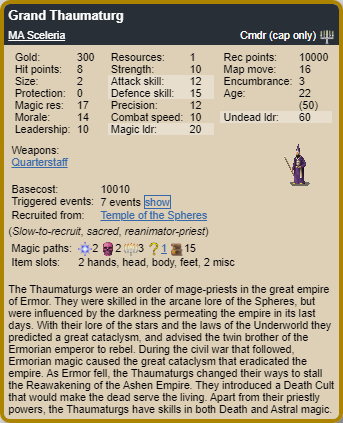 Grand Thaumaturg
MA Sceleria Cmdr (cap only)
Gold: 300 Resources: 1 Rec points: 10000
Hit points: 8 Strength: 10 Map move: 16
Size: 2 Attack skill: 12 Encumbrance: 3
Protection: 0 Defence skill: 15 Age: 22
Magic res: 17 Precision: 12 (50)
Morale: 14 Combat speed: 10 Undead ldr: 60
Leadership: 10 Magic ldr: 20
Weapons:
Quarterstaff
Basecost: 10010
Triggered events: 7 events show
Recruited from: Temple of the Spheres
(Slow-to-recruit, sacred, reanimator-priest)
Magic paths: 2 2 3 ? 1 15
Item slots: 2 hands, head, body, feet, 2 misc
The Thaumaturgs were an order of mage-priests in the great empire
of Ermor. They were skilled in the arcane lore of the Spheres, but
were influenced by the darkness permeating the empire in its last
days. With their lore of the stars and the laws of the Underworld they
predicted a great cataclysm, and advised the twin brother of the
Ermorian emperor to rebel. During the civil war that followed,
Ermorian magic caused the great cataclysm that eradicated the
empire. As Ermor fell, the Thaumaturgs changed their ways to stall
the Reawakening of the Ashen Empire. They introduced a Death Cult
that would make the dead serve the living. Apart from their priestly
powers, the Thaumaturgs have skills in both Death and Astral magic.